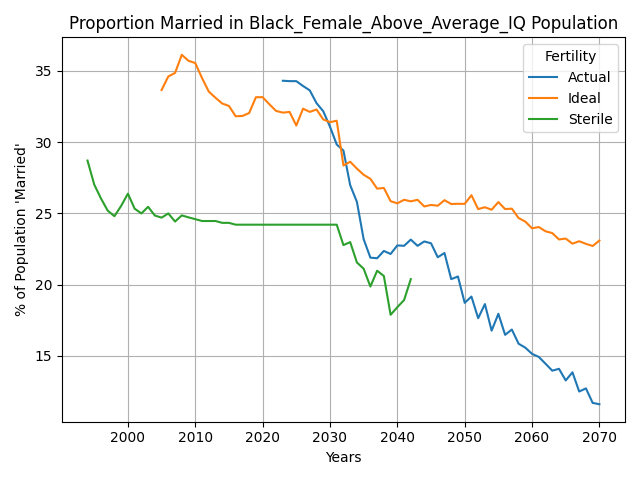 Proportion Married in Black_Female_Above_Average_IQ Population
Fertility
Actual
Ideal
Sterile
% of Population 'Married'
35
30
25
20
15
2000 2010 2020 2030 2040 2050 2060 2070
Years